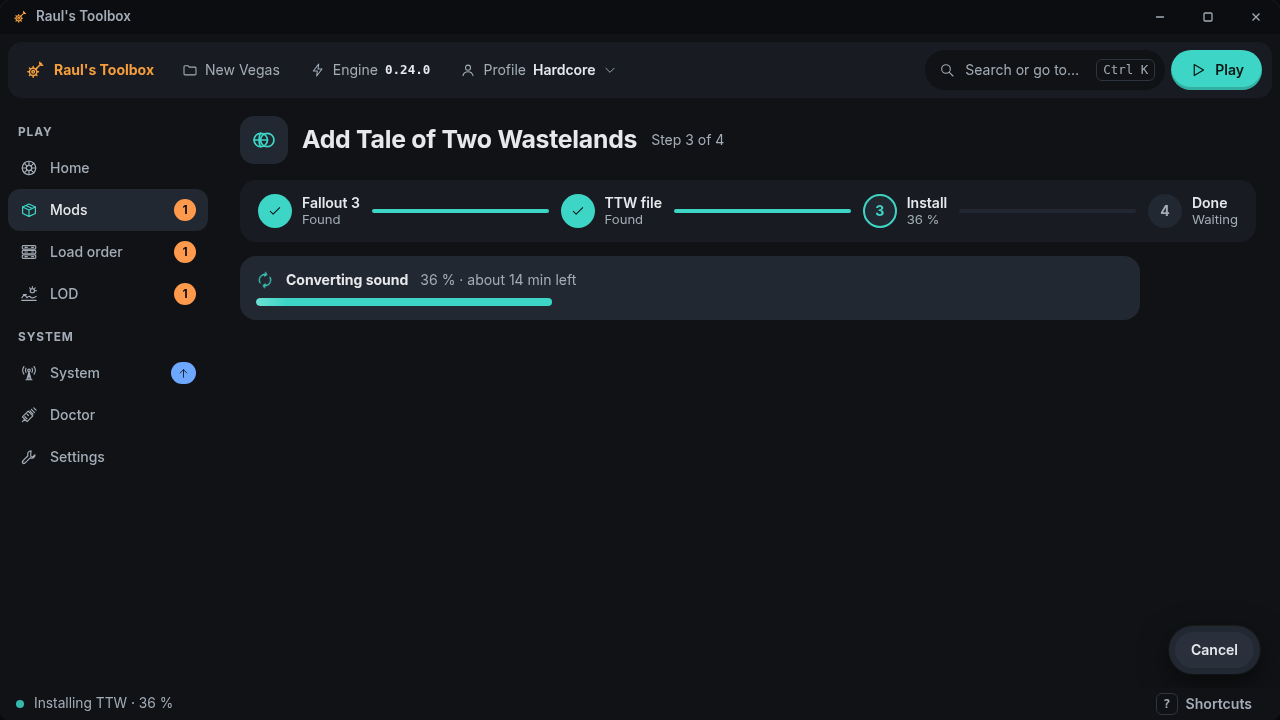 Raul's Toolbox
Raul's Toolbox
New Vegas
Engine 0.24.0
Profile Hardcore
Search or go to...
Ctrl K
Play
PLAY
Home
Mods 1
Load order 1
LOD 1
SYSTEM
System
Doctor
Settings
Add Tale of Two Wastelands Step 3 of 4
Fallout 3
Found
TTW file
Found
3
Install
36 %
4
Done
Waiting
Converting sound 36 % · about 14 min left
Cancel
Installing TTW · 36 %
? Shortcuts